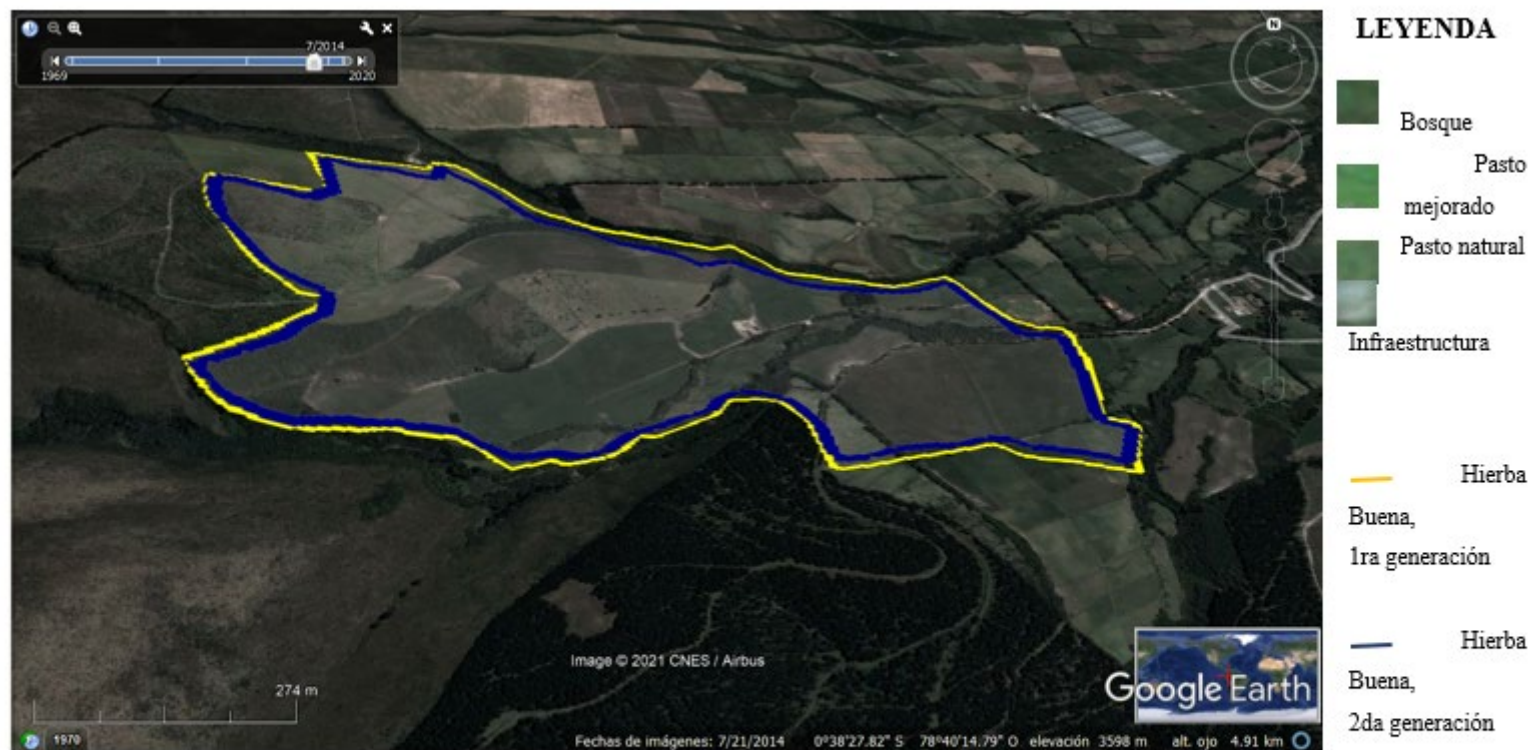 7/2014
1969 2020
N
Image © 2021 CNES / Airbus
Google Earth
274 m
1970
Fechas de imágenes: 7/21/2014 0°38'27.82" S 78°40'14.79" O elevación 3598 m alt. ojo 4.91 km
LEYENDA
Bosque
Pasto
mejorado
Pasto natural
Infraestructura
Hierba
Buena,
1ra generación
Hierba
Buena,
2da generación